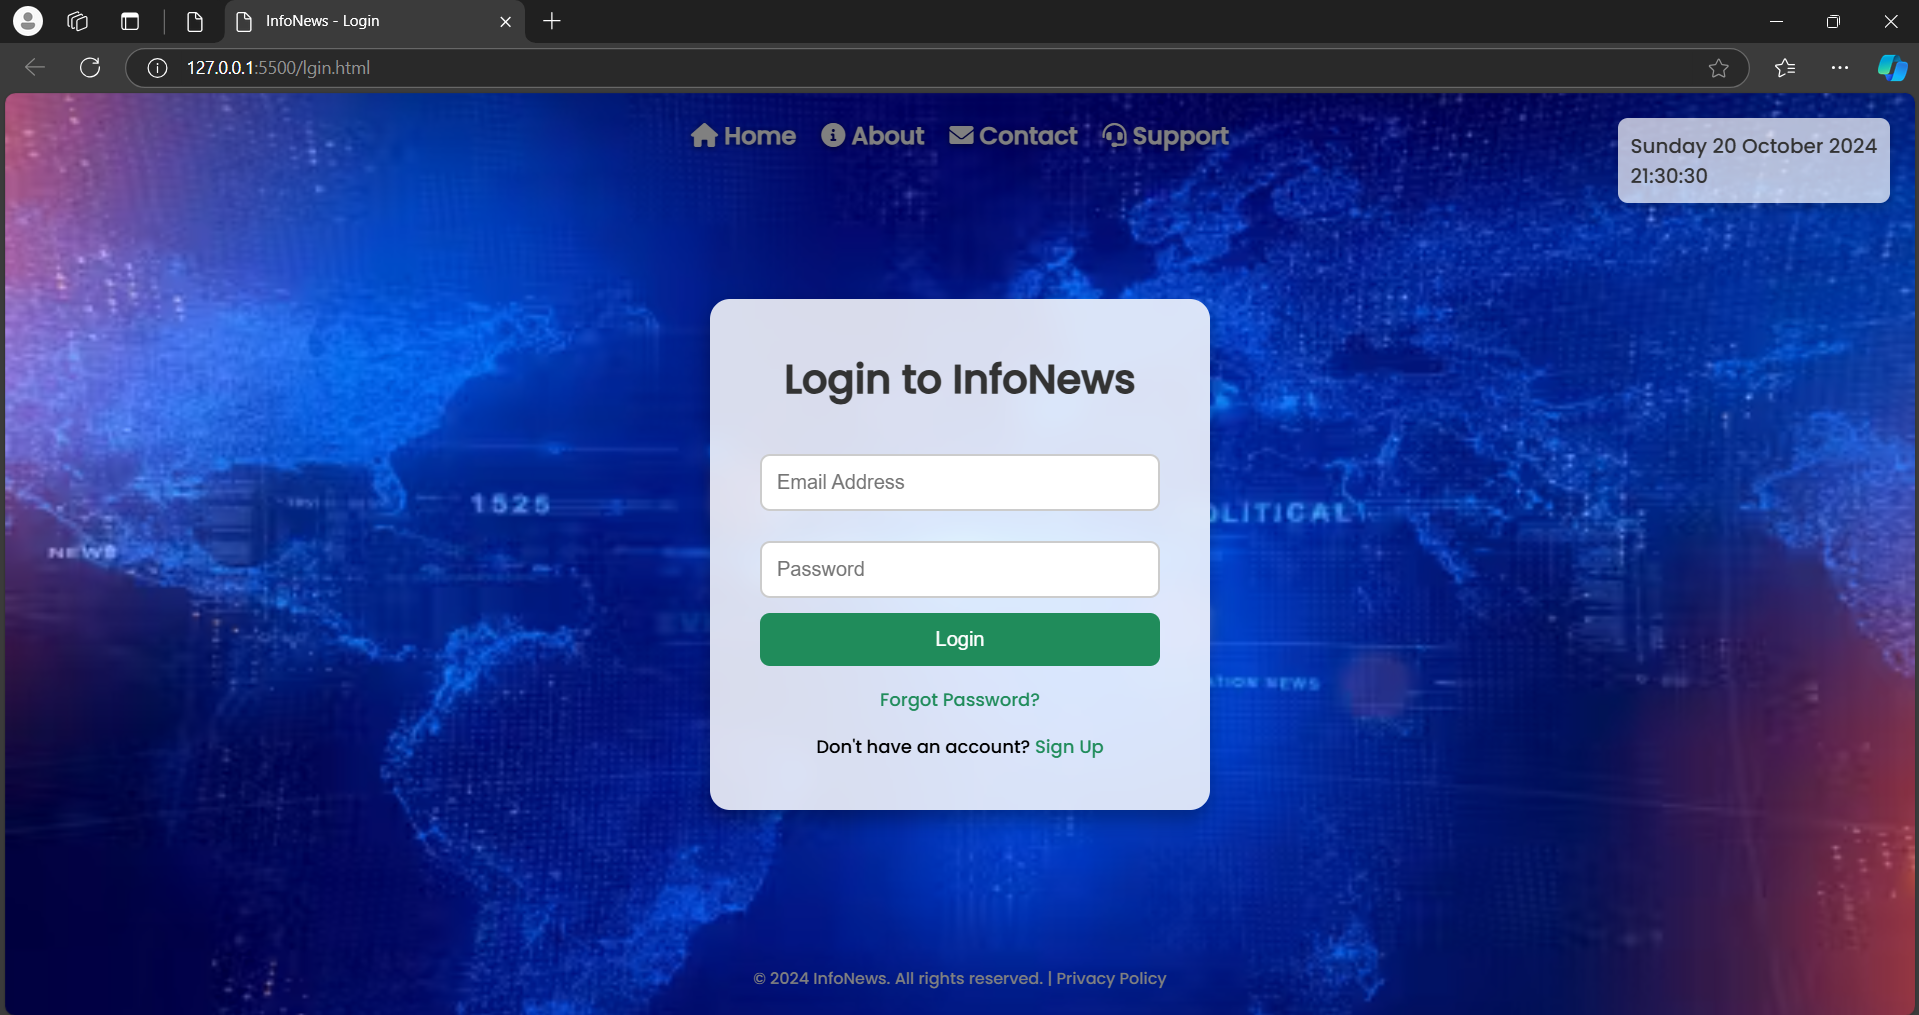 InfoNews - Login
127.0.0.1:5500/lgin.html
Home About Contact Support
Sunday 20 October 2024
21:30:30
Login to InfoNews
Email Address
1525
OLITICAL
NEWS
Password
Login
NEWS
Forgot Password?
Don't have an account? Sign Up
© 2024 InfoNews. All rights reserved. | Privacy Policy